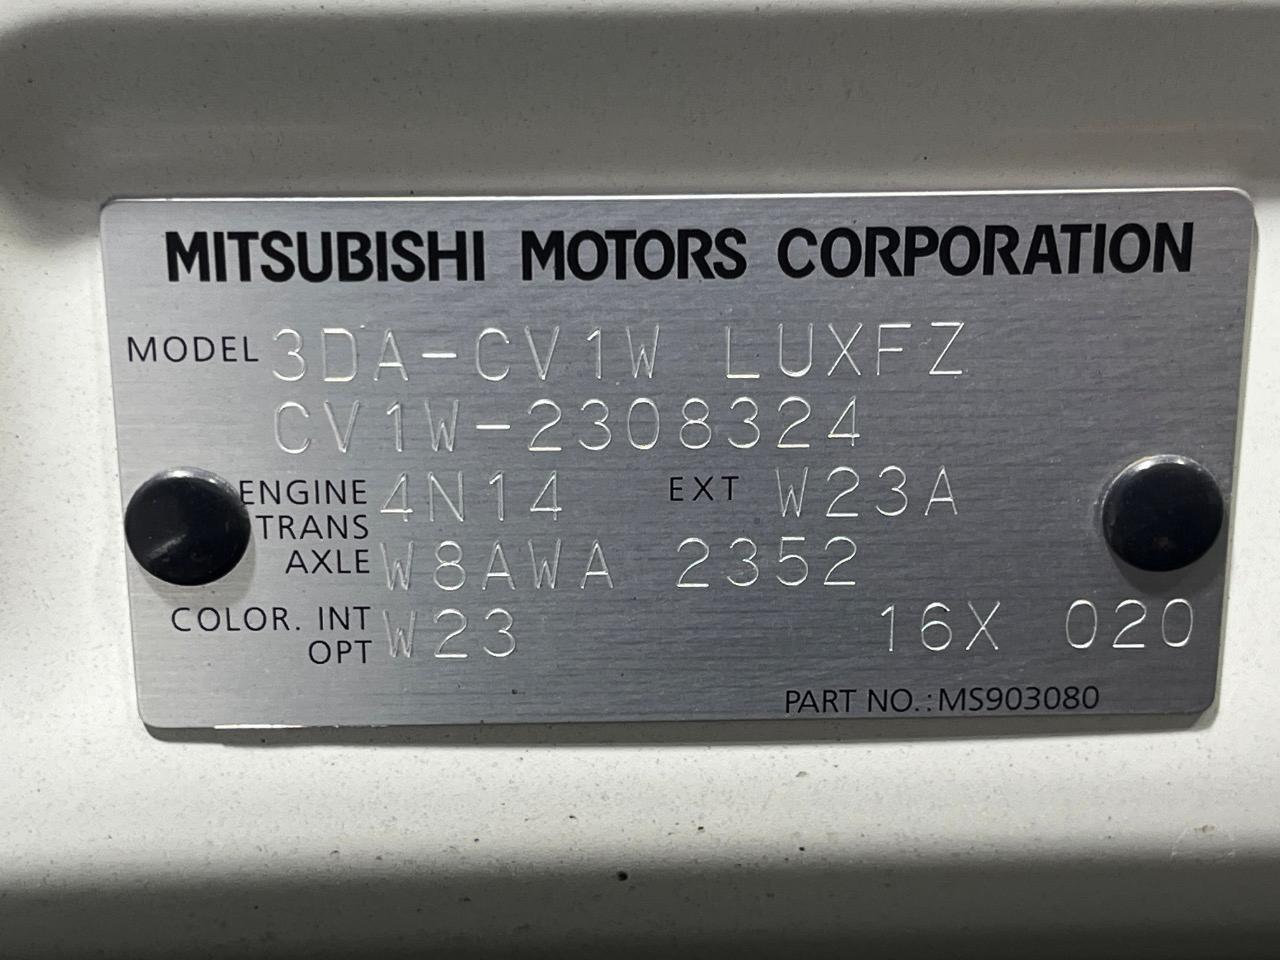 MITSUBISHI MOTORS CORPORATION
MODEL 3DA-CV1W LUXFZ
CV1W-2308324
ENGINE 4N14 EXT W23A
TRANS
AXLE W8AWA 2352
COLOR. INT W23 16X 020
OPT
PART NO.:MS903080